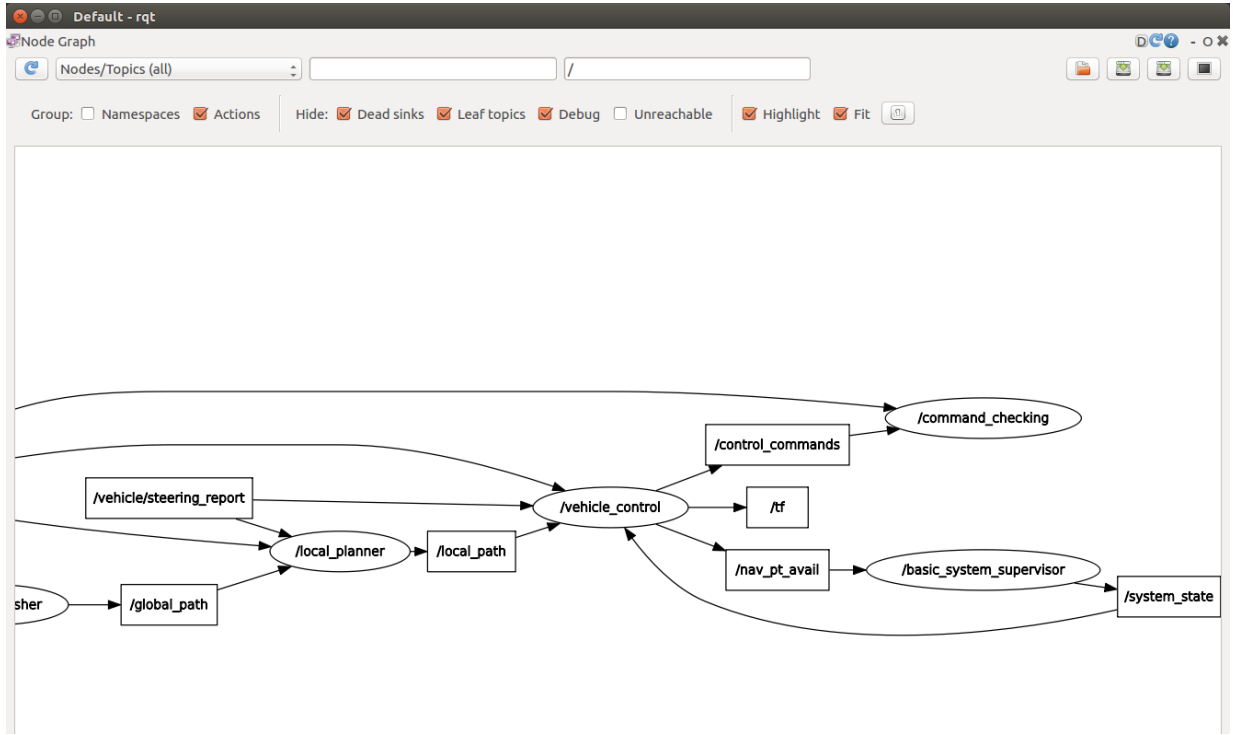 Default - rqt
Node Graph
D - O
Nodes/Topics (all) /
Group: Namespaces Actions Hide: Dead sinks Leaf topics Debug Unreachable Highlight Fit
/command_checking
/control_commands
/vehicle/steering_report
/vehicle_control
/tf
/local_planner
/local_path
/nav_pt_avail
/basic_system_supervisor
/system_state
sher
/global_path